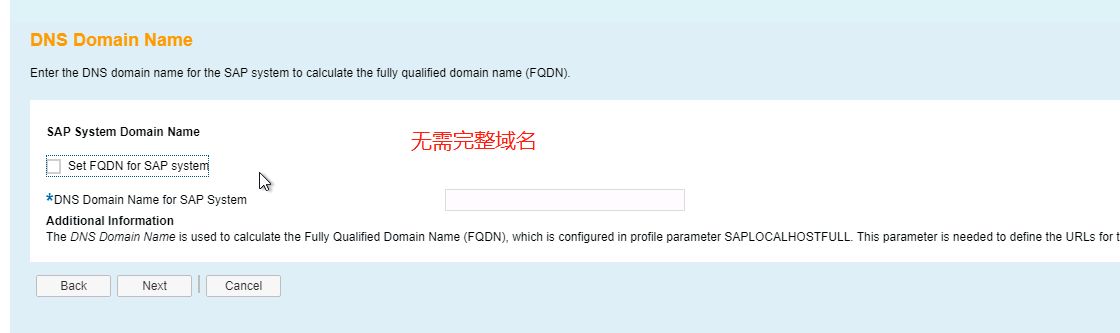 DNS Domain Name
Enter the DNS domain name for the SAP system to calculate the fully qualified domain name (FQDN).
SAP System Domain Name
无需完整域名
Set FQDN for SAP system
*DNS Domain Name for SAP System
Additional Information
The DNS Domain Name is used to calculate the Fully Qualified Domain Name (FQDN), which is configured in profile parameter SAPLOCALHOSTFULL. This parameter is needed to define the URLs for
Back Next Cancel